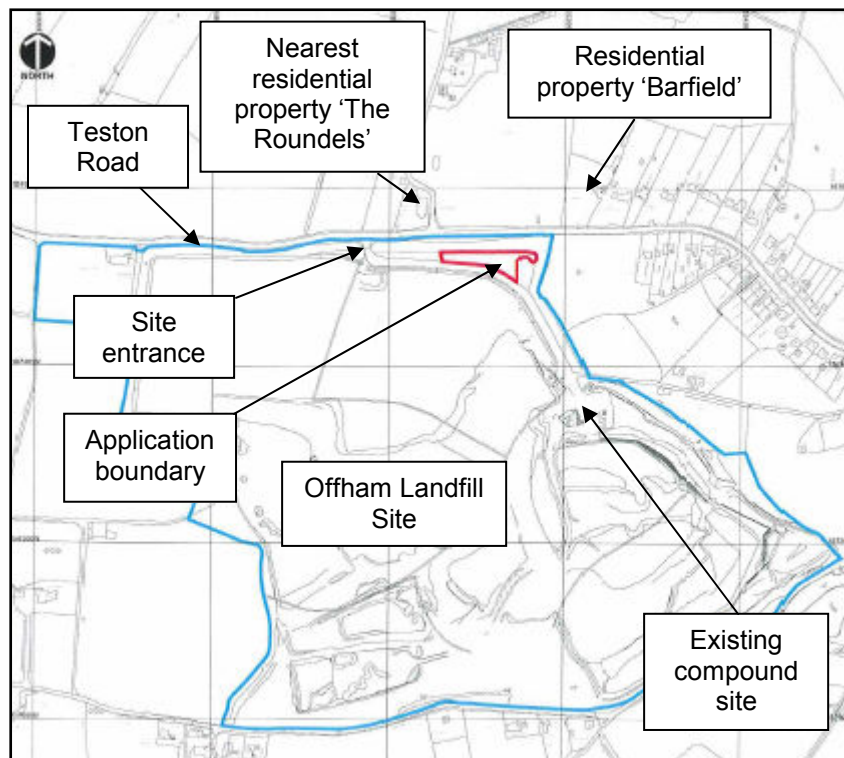 NORTH
Nearest
residential
property ‘The
Roundels’
Residential
property ‘Barfield’
Teston
Road
Site
entrance
Application
boundary
Offham Landfill
Site
Existing
compound
site